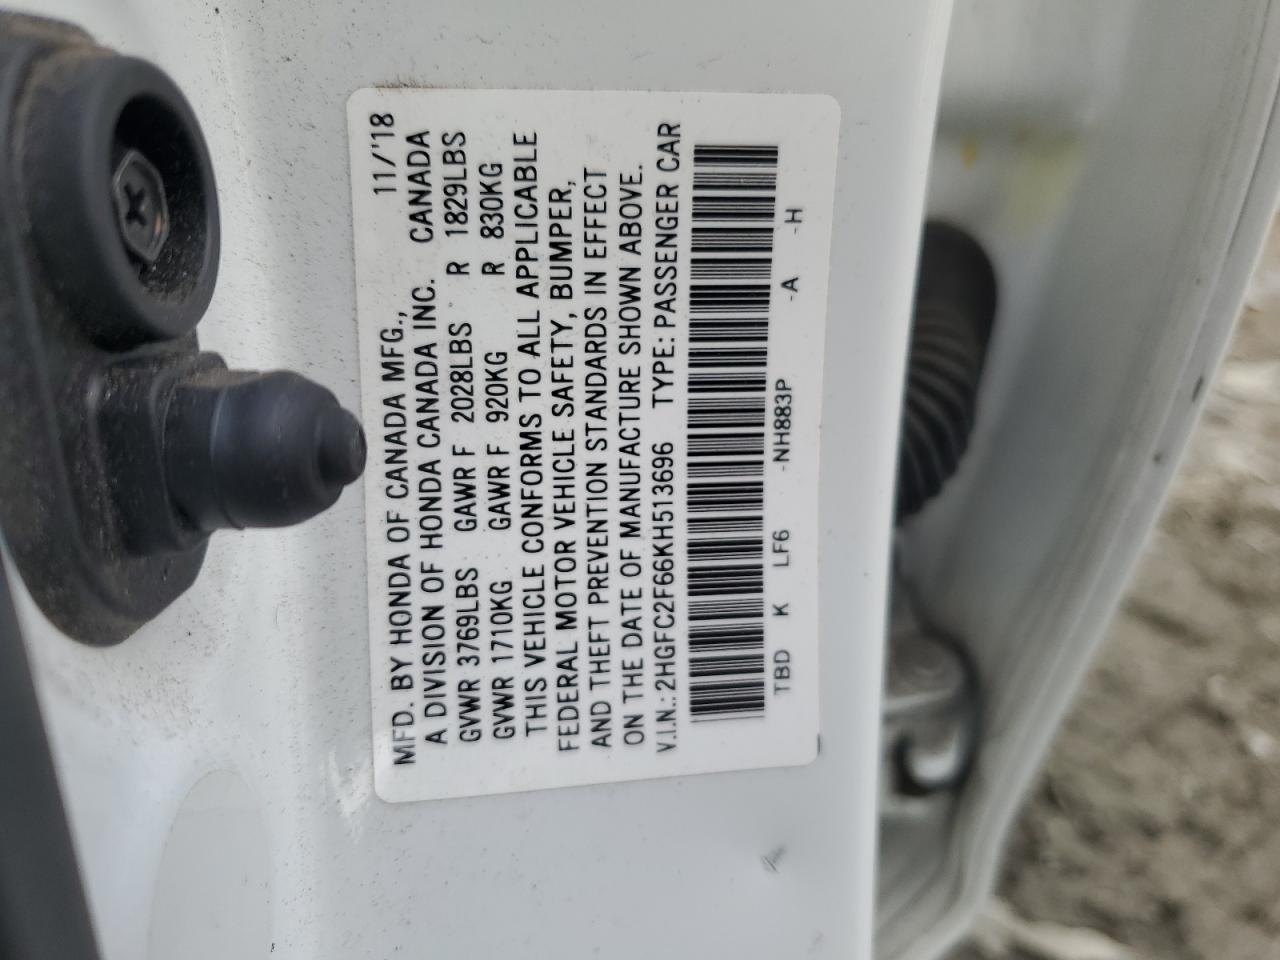 MFD. BY HONDA OF CANADA MFG., 11/'18
A DIVISION OF HONDA CANADA INC. CANADA
GVWR 3769LBS GAWR F 2028LBS R 1829LBS
GVWR 1710KG GAWR F 920KG R 830KG
THIS VEHICLE CONFORMS TO ALL APPLICABLE
FEDERAL MOTOR VEHICLE SAFETY, BUMPER,
AND THEFT PREVENTION STANDARDS IN EFFECT
ON THE DATE OF MANUFACTURE SHOWN ABOVE.
V.I.N.: 2HGFC2F66KH513696 TYPE: PASSENGER CAR
TBD K LF6 -NH883P -A -H